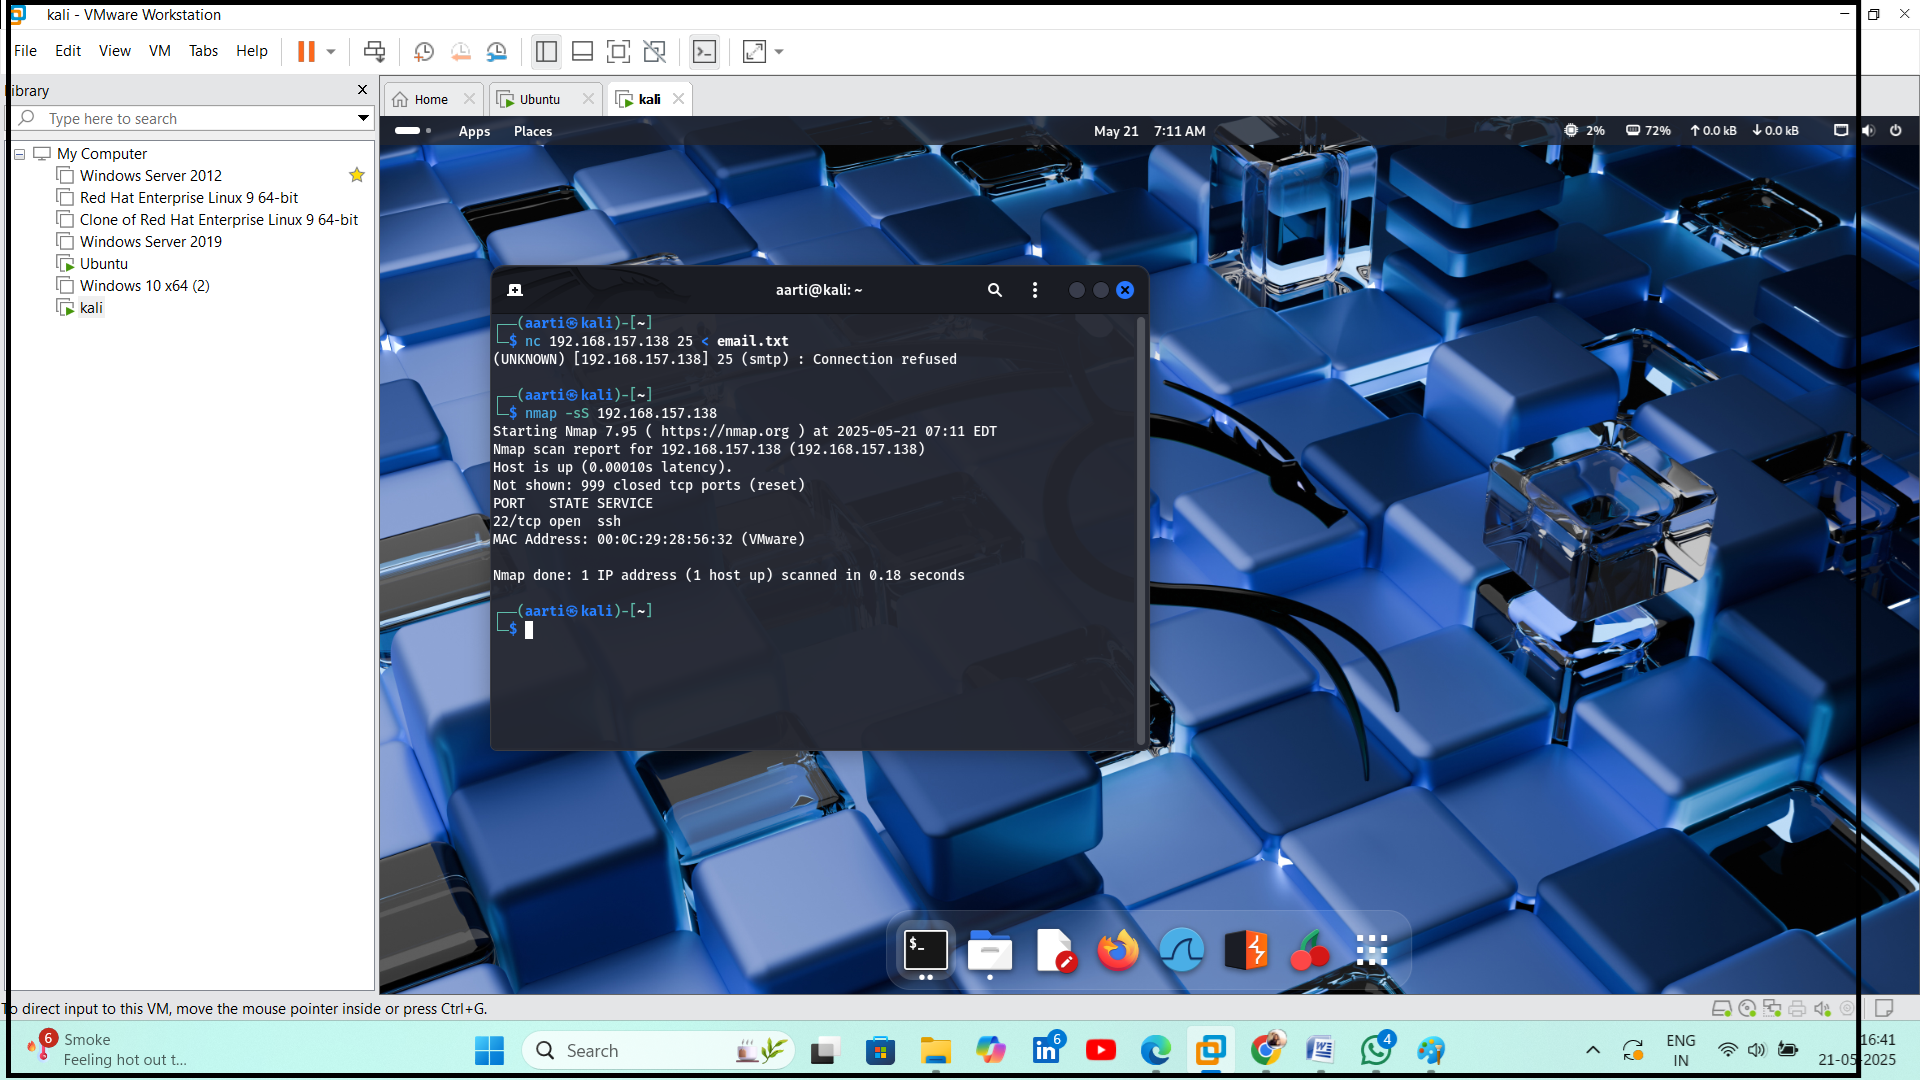 kali - VMware Workstation
File Edit View VM Tabs Help
ibrary
Type here to search
My Computer
Windows Server 2012
Red Hat Enterprise Linux 9 64-bit
Clone of Red Hat Enterprise Linux 9 64-bit
Windows Server 2019
Ubuntu
Windows 10 x64 (2)
kali
Home Ubuntu kali
Apps Places May 21 7:11 AM 2% 72% 0.0 kB 0.0 kB
aarti@kali: ~
(aarti㉿kali)-[~]
$ nc 192.168.157.138 25 < email.txt
(UNKNOWN) [192.168.157.138] 25 (smtp) : Connection refused
(aarti㉿kali)-[~]
$ nmap -sS 192.168.157.138
Starting Nmap 7.95 ( https://nmap.org ) at 2025-05-21 07:11 EDT
Nmap scan report for 192.168.157.138 (192.168.157.138)
Host is up (0.00010s latency).
Not shown: 999 closed tcp ports (reset)
PORT STATE SERVICE
22/tcp open ssh
MAC Address: 00:0C:29:28:56:32 (VMware)
Nmap done: 1 IP address (1 host up) scanned in 0.18 seconds
(aarti㉿kali)-[~]
$
$_
To direct input to this VM, move the mouse pointer inside or press Ctrl+G.
6 Smoke
Feeling hot out t...
Search
6
4
ENG
IN
16:41
21-05-2025